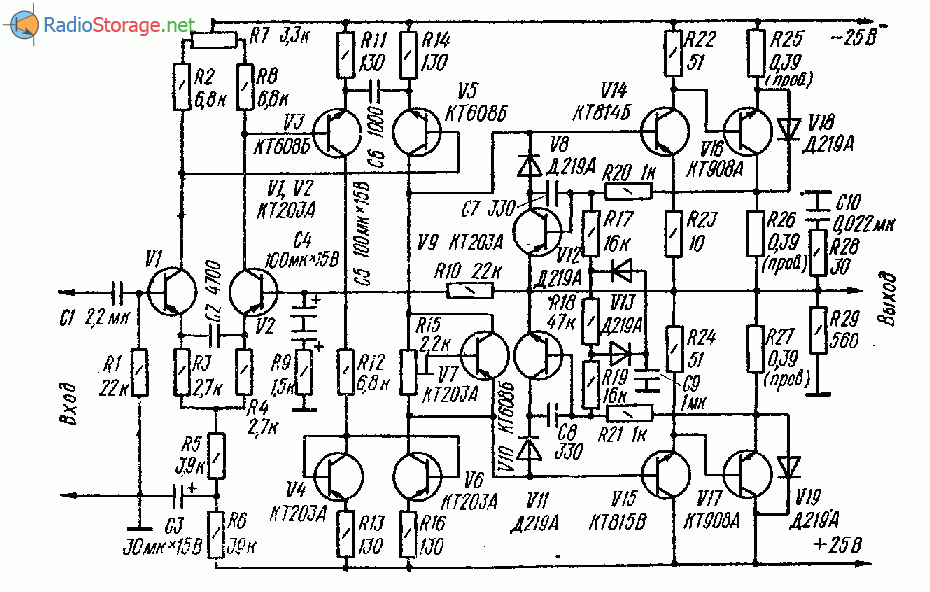 RadioStorage.net
R7 3,3к
R11
130
R14
130
R22
51
R25
0,39
(пров.)
-25В
R2
6,8к
R8
6,8к
V3
КТ608Б
C6 1000
V5
КТ608Б
V14
КТ814Б
V8
Д219А
V16
КТ908А
V18
Д219А
V1, V2
КТ203А
C5 100мк×15В
C7 330
R20 1к
V9
КТ203А
R17
16к
R23
10
R26
0,39
(пров.)
C10
0,022мк
R28
30
V1
C4
100мк×15В
R10 22к
V12
Д219А
C1 2,2мк
C2 4700
V2
Выход
R1
22к
R3
2,7к
R4
2,7к
R9
1,5к
R12
6,8к
R15
2,2к
V7
КТ203А
КТ608Б
V10
R18
47к
V13
Д219А
R19
16к
C9
1мк
R24
51
R27
0,39
(пров.)
R29
560
Вход
R5
39к
C8
330
R21 1к
C3
30мк×15В
R6
39к
V4
КТ203А
V6
КТ203А
R13
130
R16
130
V11
Д219А
V15
КТ815В
V17
КТ908А
V19
Д219А
+25В